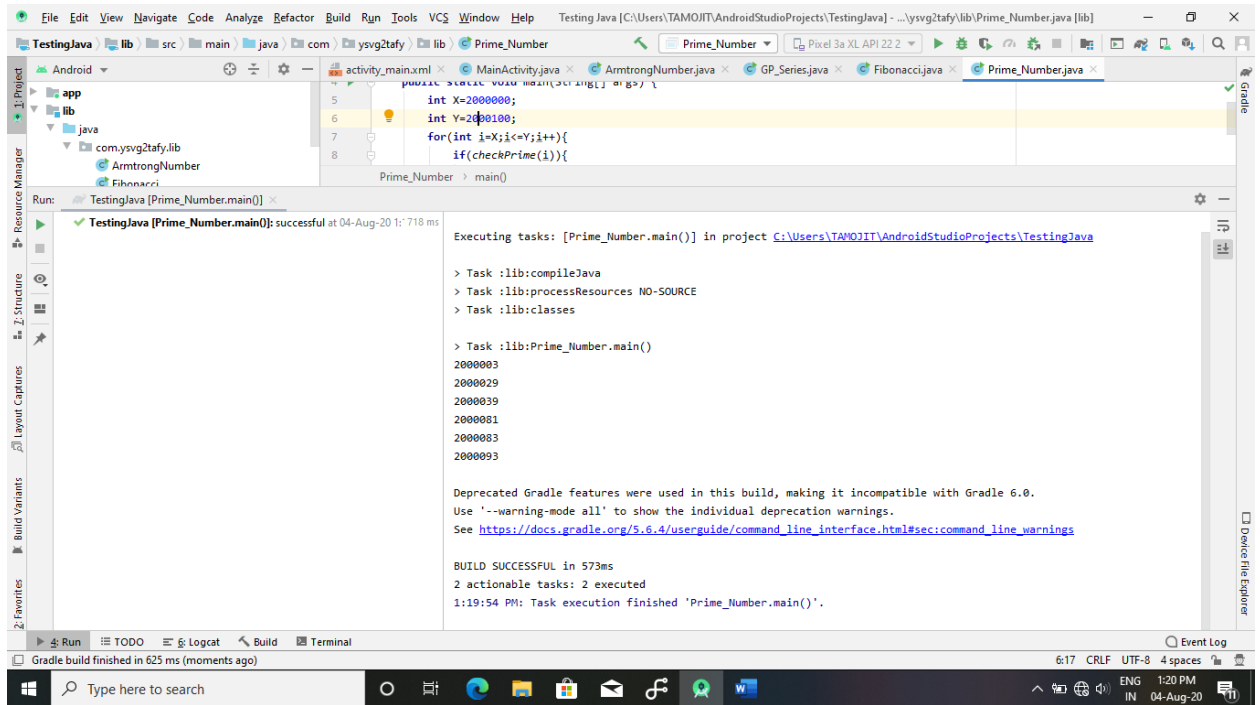 File Edit View Navigate Code Analyze Refactor Build Run Tools VCS Window Help Testing Java [C:\Users\TAMOJIT\AndroidStudioProjects\TestingJava] - ...\ysvg2tafy\lib\Prime_Number.java [lib]
TestingJava lib src main java com ysvg2tafy lib Prime_Number Prime_Number Pixel 3a XL API 22 2
Android activity_main.xml MainActivity.java ArmtrongNumber.java GP_Series.java Fibonacci.java Prime_Number.java
1: Project
Resource Manager
Z: Structure
Layout Captures
Build Variants
2: Favorites
app
lib
java
com.ysvg2tafy.lib
ArmtrongNumber
Fibonacci
4 public static void main(String[] args) {
5 int X=2000000;
6 int Y=2000100;
7 for(int i=X;i<=Y;i++){
8 if(checkPrime(i)){
Prime_Number > main()
Gradle
Device File Explorer
Run: TestingJava [Prime_Number.main()]
TestingJava [Prime_Number.main()]: successful at 04-Aug-20 1:1 718 ms
Executing tasks: [Prime_Number.main()] in project C:\Users\TAMOJIT\AndroidStudioProjects\TestingJava
> Task :lib:compileJava
> Task :lib:processResources NO-SOURCE
> Task :lib:classes
> Task :lib:Prime_Number.main()
2000003
2000029
2000039
2000081
2000083
2000093
Deprecated Gradle features were used in this build, making it incompatible with Gradle 6.0.
Use '--warning-mode all' to show the individual deprecation warnings.
See https://docs.gradle.org/5.6.4/userguide/command_line_interface.html#sec:command_line_warnings
BUILD SUCCESSFUL in 573ms
2 actionable tasks: 2 executed
1:19:54 PM: Task execution finished 'Prime_Number.main()'.
4: Run TODO 6: Logcat Build Terminal Event Log
Gradle build finished in 625 ms (moments ago) 6:17 CRLF UTF-8 4 spaces
Type here to search ENG 1:20 PM
IN 04-Aug-20 11